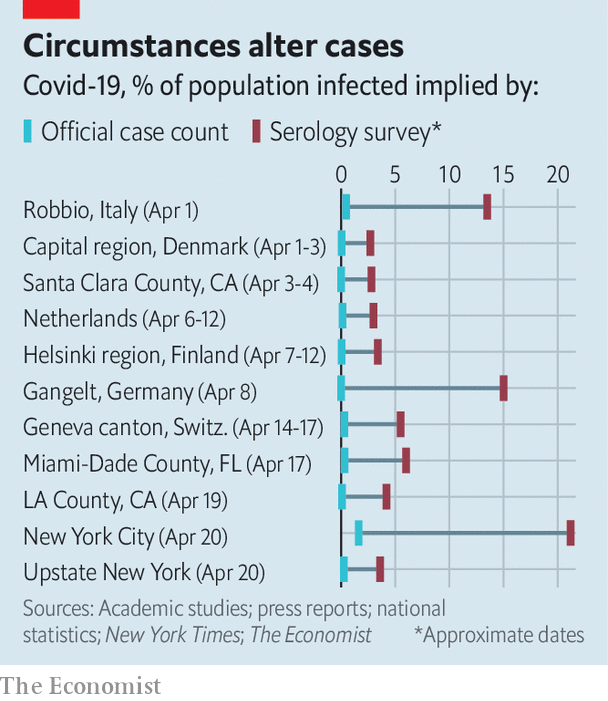 Circumstances alter cases
Covid-19, % of population infected implied by:
Official case count Serology survey*
0 5 10 15 20
Robbio, Italy (Apr 1)
Capital region, Denmark (Apr 1-3)
Santa Clara County, CA (Apr 3-4)
Netherlands (Apr 6-12)
Helsinki region, Finland (Apr 7-12)
Gangelt, Germany (Apr 8)
Geneva canton, Switz. (Apr 14-17)
Miami-Dade County, FL (Apr 17)
LA County, CA (Apr 19)
New York City (Apr 20)
Upstate New York (Apr 20)
Sources: Academic studies; press reports; national
statistics; New York Times; The Economist *Approximate dates
The Economist